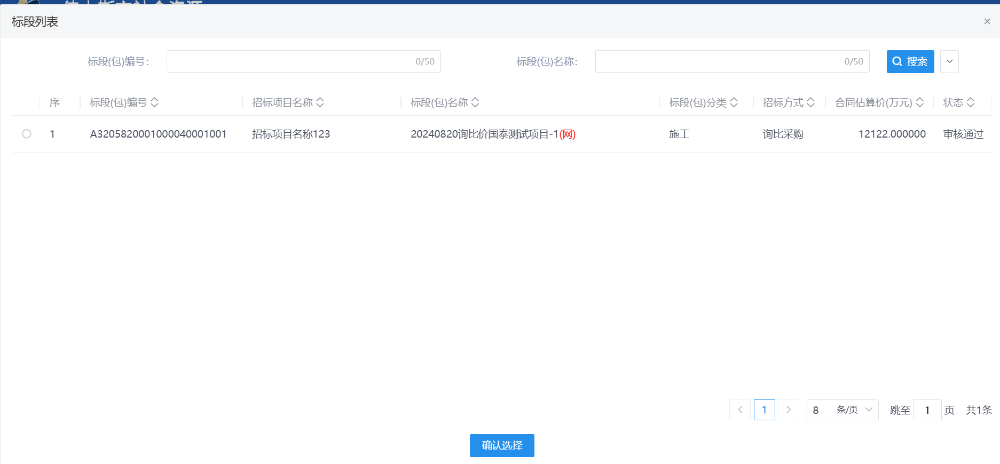 标段列表
标段(包)编号： 0/50 标段(包)名称： 0/50 搜索
序 标段(包)编号 招标项目名称 标段(包)名称 标段(包)分类 招标方式 合同估算价(万元) 状态
1 A3205820001000040001001 招标项目名称123 20240820询比价国泰测试项目-1(网) 施工 询比采购 12122.000000 审核通过
1 8 条/页 跳至 1 页 共1条
确认选择